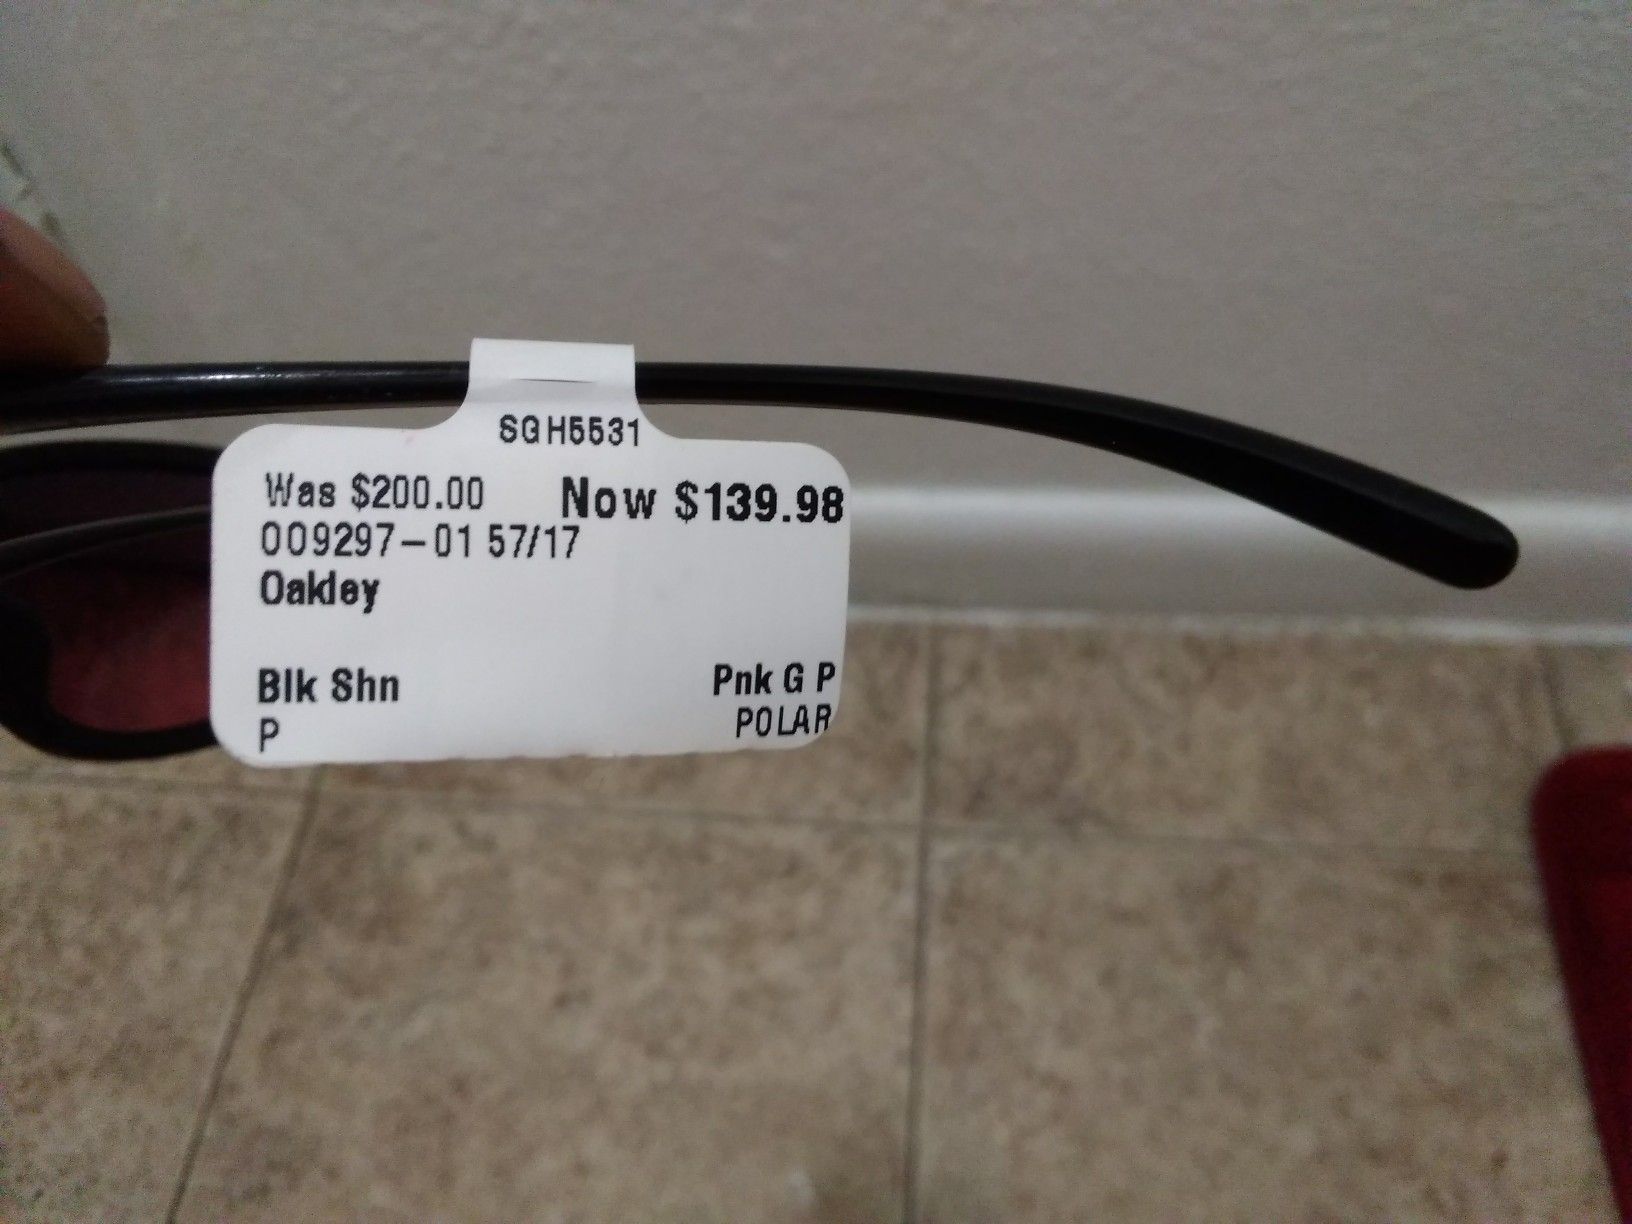 SGH5531
Was $200.00 Now $139.98
009297-01 57/17
Oakley
Blk Shn Pnk G P
P POLAR